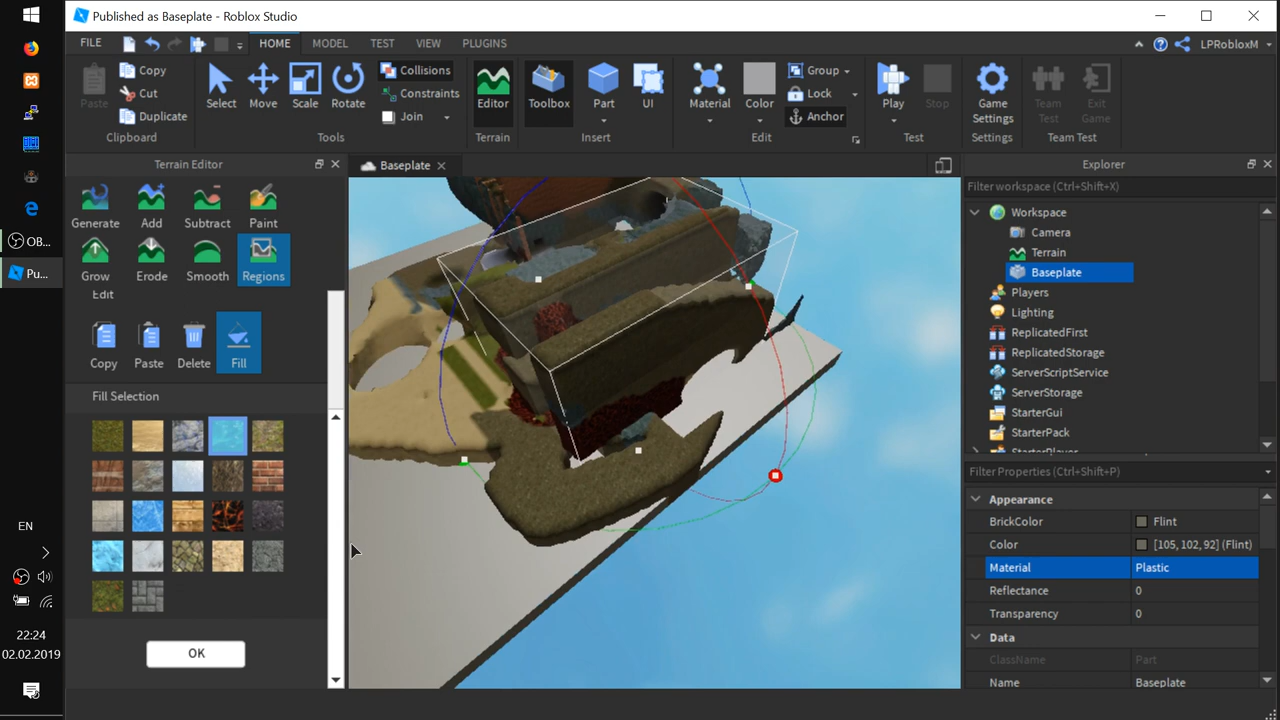 Published as Baseplate - Roblox Studio
FILE HOME MODEL TEST VIEW PLUGINS LPRobloxM
Paste
Copy
Cut
Duplicate
Clipboard
Select Move Scale Rotate
Collisions
Constraints
Join
Tools
Editor
Terrain
Toolbox Part UI
Insert
Material Color
Group
Lock
Anchor
Edit
Play Stop
Test
Game Settings
Settings
Team Test
Exit Game
Team Test
Terrain Editor
Generate Add Subtract Paint
Grow Erode Smooth Regions
Edit
Copy Paste Delete Fill
Fill Selection
OK
Baseplate
Explorer
Filter workspace (Ctrl+Shift+X)
Workspace
Camera
Terrain
Baseplate
Players
Lighting
ReplicatedFirst
ReplicatedStorage
ServerScriptService
ServerStorage
StarterGui
StarterPack
StarterPlayer
Filter Properties (Ctrl+Shift+P)
Appearance
BrickColor Flint
Color [105, 102, 92] (Flint)
Material Plastic
Reflectance 0
Transparency 0
Data
ClassName Part
Name Baseplate
OB...
Pu...
EN
22:24
02.02.2019